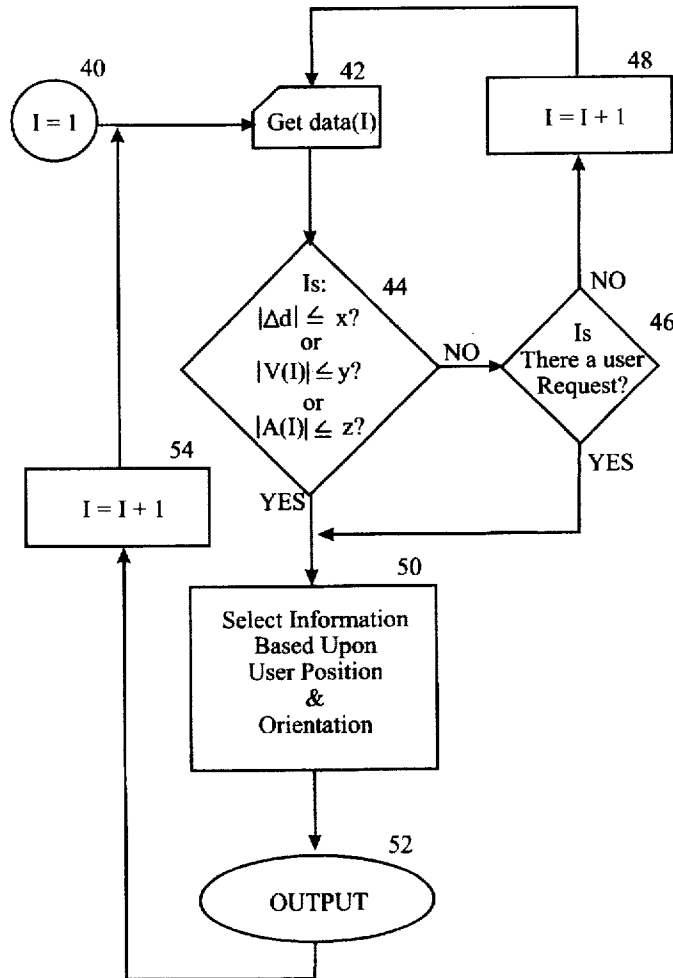 40
I = 1
42
Get data(I)
48
I = I + 1
44
Is:
|Δd| ≦ x?
or
|V(I)| ≦ y?
or
|A(I)| ≦ z?
NO
YES
46
Is
There a user
Request?
NO
YES
54
I = I + 1
50
Select Information
Based Upon
User Position
&
Orientation
52
OUTPUT